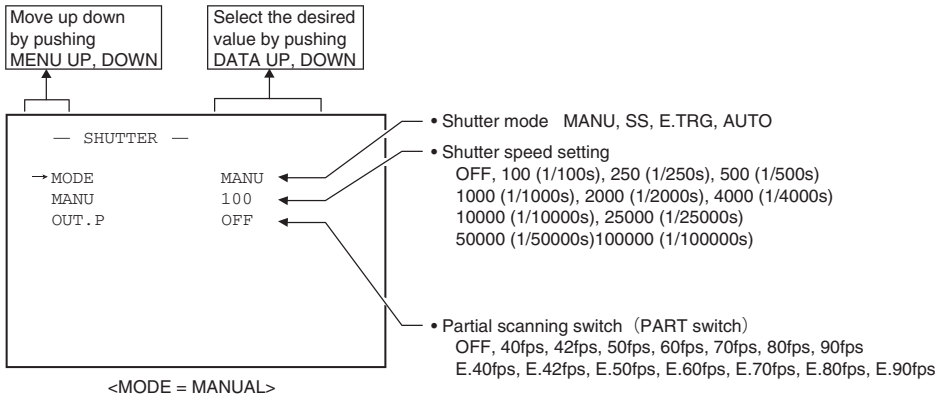 Move up down
by pushing
MENU UP, DOWN
Select the desired
value by pushing
DATA UP, DOWN
— SHUTTER —
→MODE MANU
MANU 100
OUT.P OFF
• Shutter mode MANU, SS, E.TRG, AUTO
• Shutter speed setting
OFF, 100 (1/100s), 250 (1/250s), 500 (1/500s)
1000 (1/1000s), 2000 (1/2000s), 4000 (1/4000s)
10000 (1/10000s), 25000 (1/25000s)
50000 (1/50000s)100000 (1/100000s)
• Partial scanning switch（PART switch）
OFF, 40fps, 42fps, 50fps, 60fps, 70fps, 80fps, 90fps
E.40fps, E.42fps, E.50fps, E.60fps, E.70fps, E.80fps, E.90fps
<MODE = MANUAL>